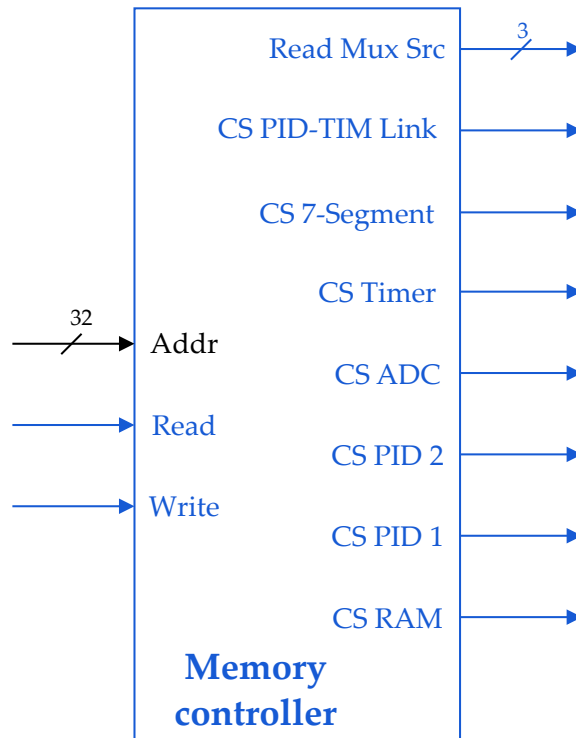 Read Mux Src
3
CS PID-TIM Link
CS 7-Segment
CS Timer
32
Addr
CS ADC
Read
CS PID 2
Write
CS PID 1
CS RAM
Memory
controller